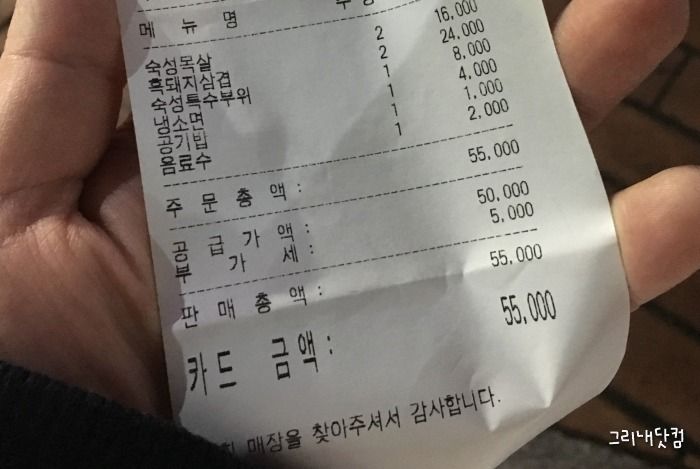 메 뉴 명
숙성목살 2 16,000
흑돼지삼겹 2 24,000
숙성특수부위 1 8,000
냉소면 1 4,000
공기밥 1 1,000
음료수 1 2,000
주 문 총 액 : 55,000
공 급 가 액 : 50,000
부 가 세 : 5,000
판 매 총 액 : 55,000
카드 금액 : 55,000
매장을 찾아주셔서 감사합니다.
그리내닷컴